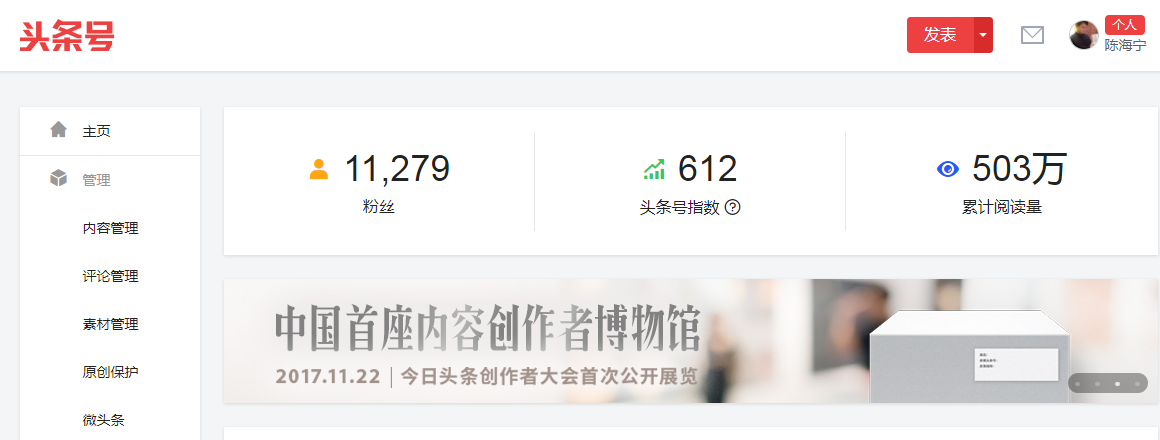 头条号
发表
个人
陈海宁
主页
管理
内容管理
评论管理
素材管理
原创保护
微头条
11,279
粉丝
612
头条号指数
503万
累计阅读量
中国首座内容创作者博物馆
2017.11.22 | 今日头条创作者大会首次公开展览